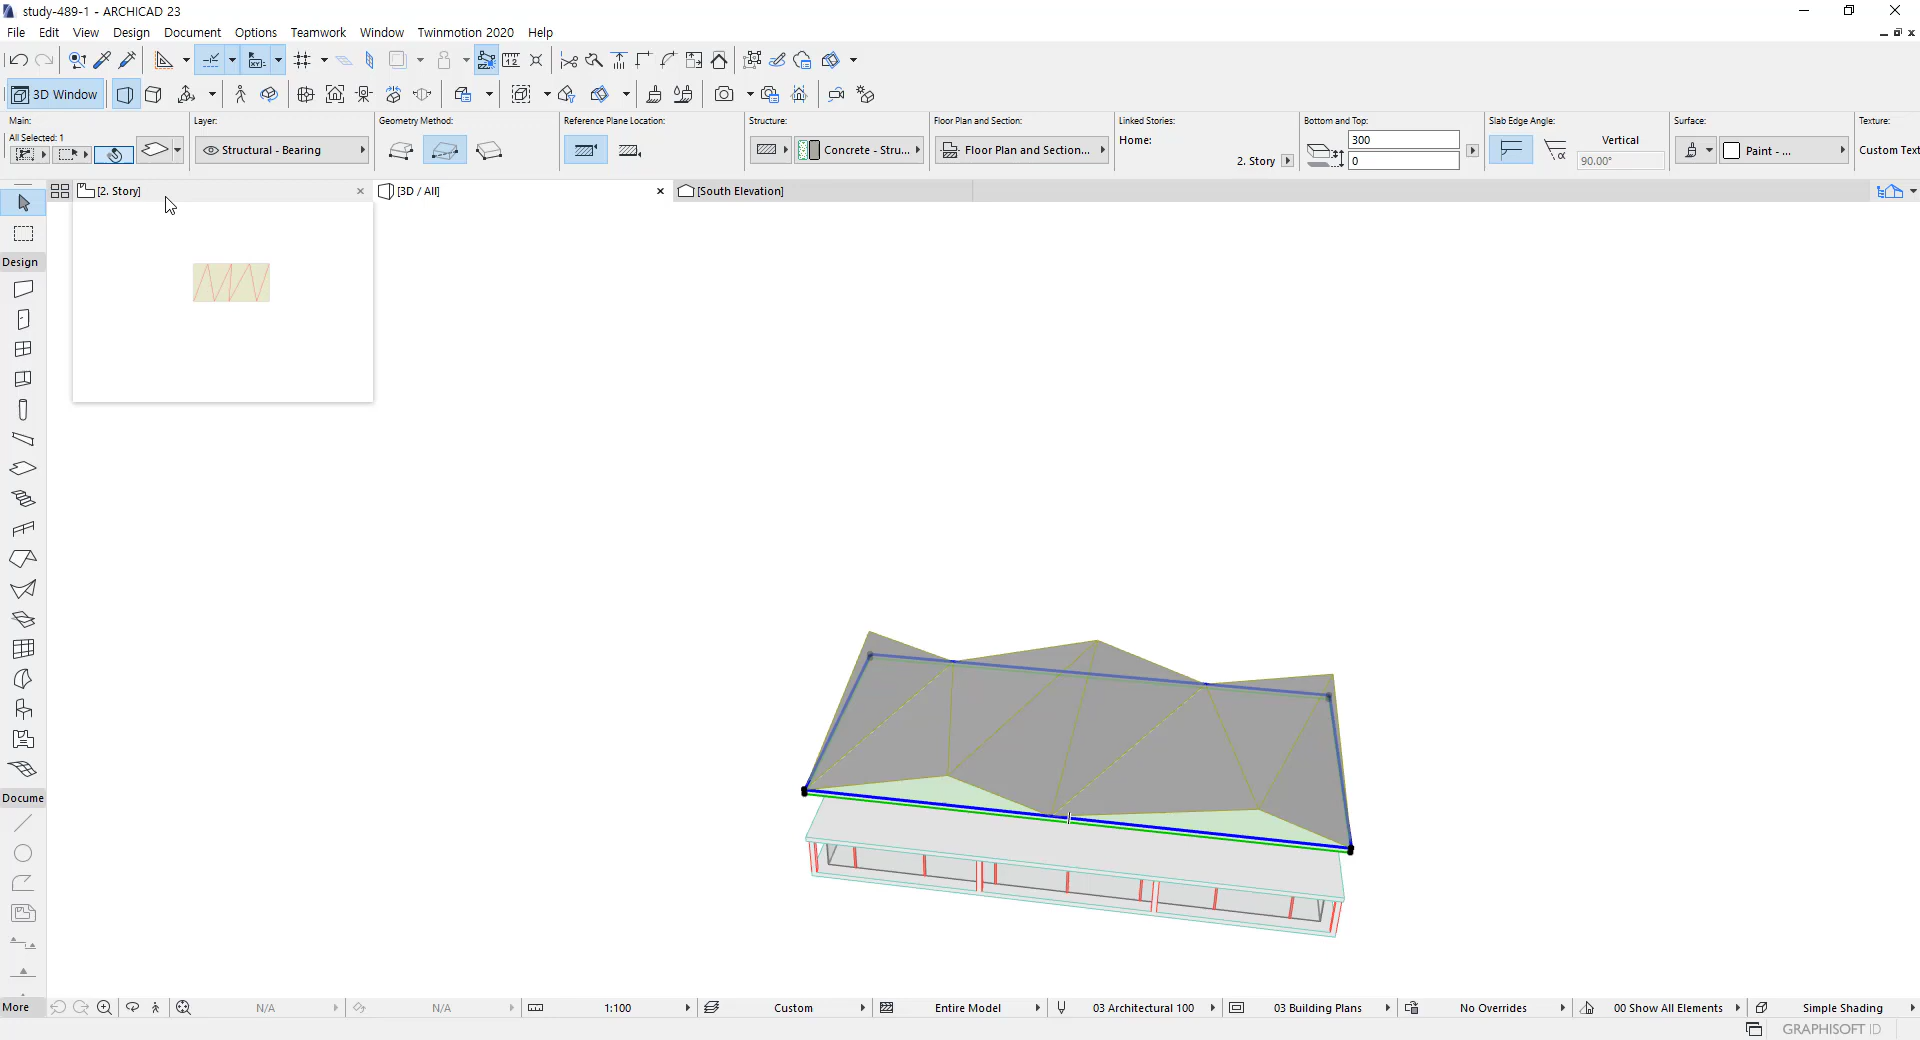 study-489-1 - ARCHICAD 23
File Edit View Design Document Options Teamwork Window Twinmotion 2020 Help
3D Window
Main: Layer: Geometry Method: Reference Plane Location: Structure: Floor Plan and Section: Linked Stories: Bottom and Top: Slab Edge Angle: Surface: Texture:
All Selected: 1 Home: 300 Vertical
Structural - Bearing Concrete - Stru... Floor Plan and Section... 2. Story 0 90.00° Paint - ... Custom Text
[2. Story] [3D / All] [South Elevation]
Design
Docume
More N/A N/A 1:100 Custom Entire Model 03 Architectural 100 03 Building Plans No Overrides 00 Show All Elements Simple Shading
GRAPHISOFT ID